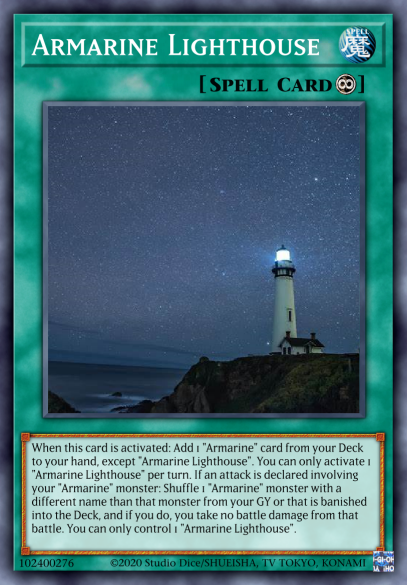 ARMARINE LIGHTHOUSE
SPELL
魔
[SPELL CARD]
When this card is activated: Add 1 "Armarine" card from your Deck
to your hand, except "Armarine Lighthouse". You can only activate 1
"Armarine Lighthouse" per turn. If an attack is declared involving
your "Armarine" monster: Shuffle 1 "Armarine" monster with a
different name than that monster from your GY or that is banished
into the Deck, and if you do, you take no battle damage from that
battle. You can only control 1 "Armarine Lighthouse".
102400276 ©2020 Studio Dice/SHUEISHA, TV TOKYO, KONAMI